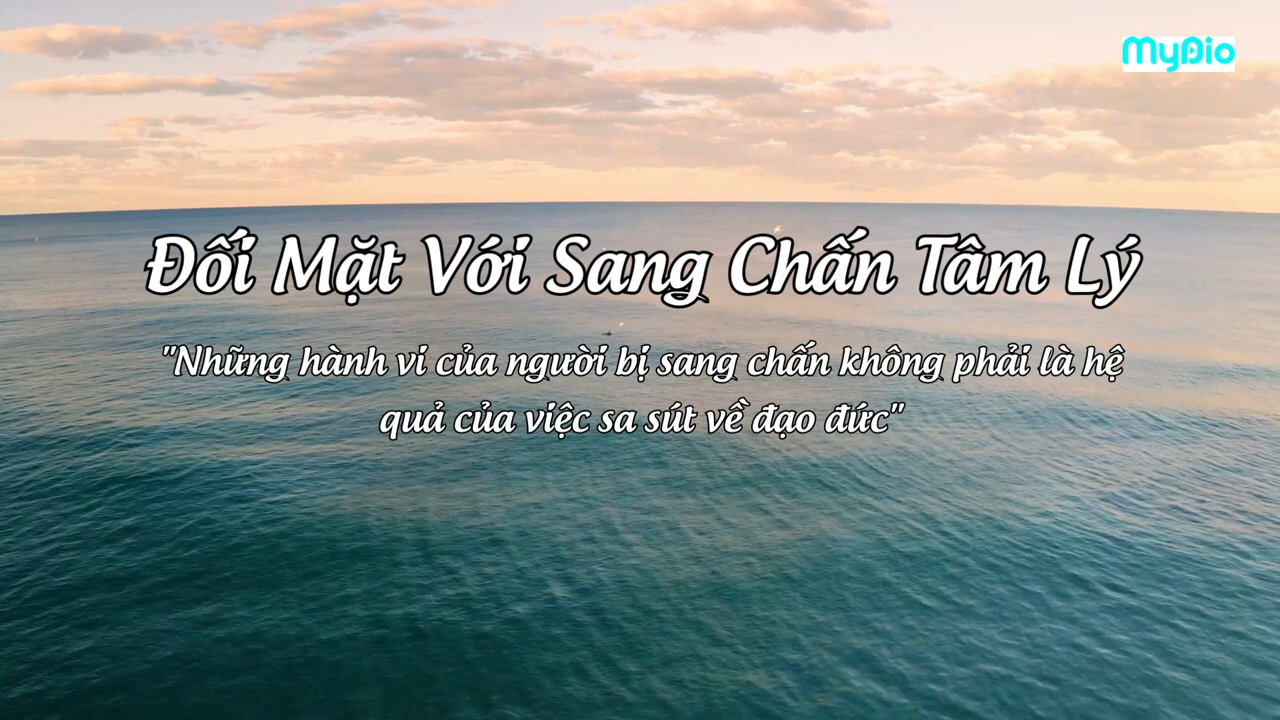 MyDio
Đối Mặt Với Sang Chấn Tâm Lý
"Những hành vi của người bị sang chấn không phải là hệ
quả của việc sa sút về đạo đức"